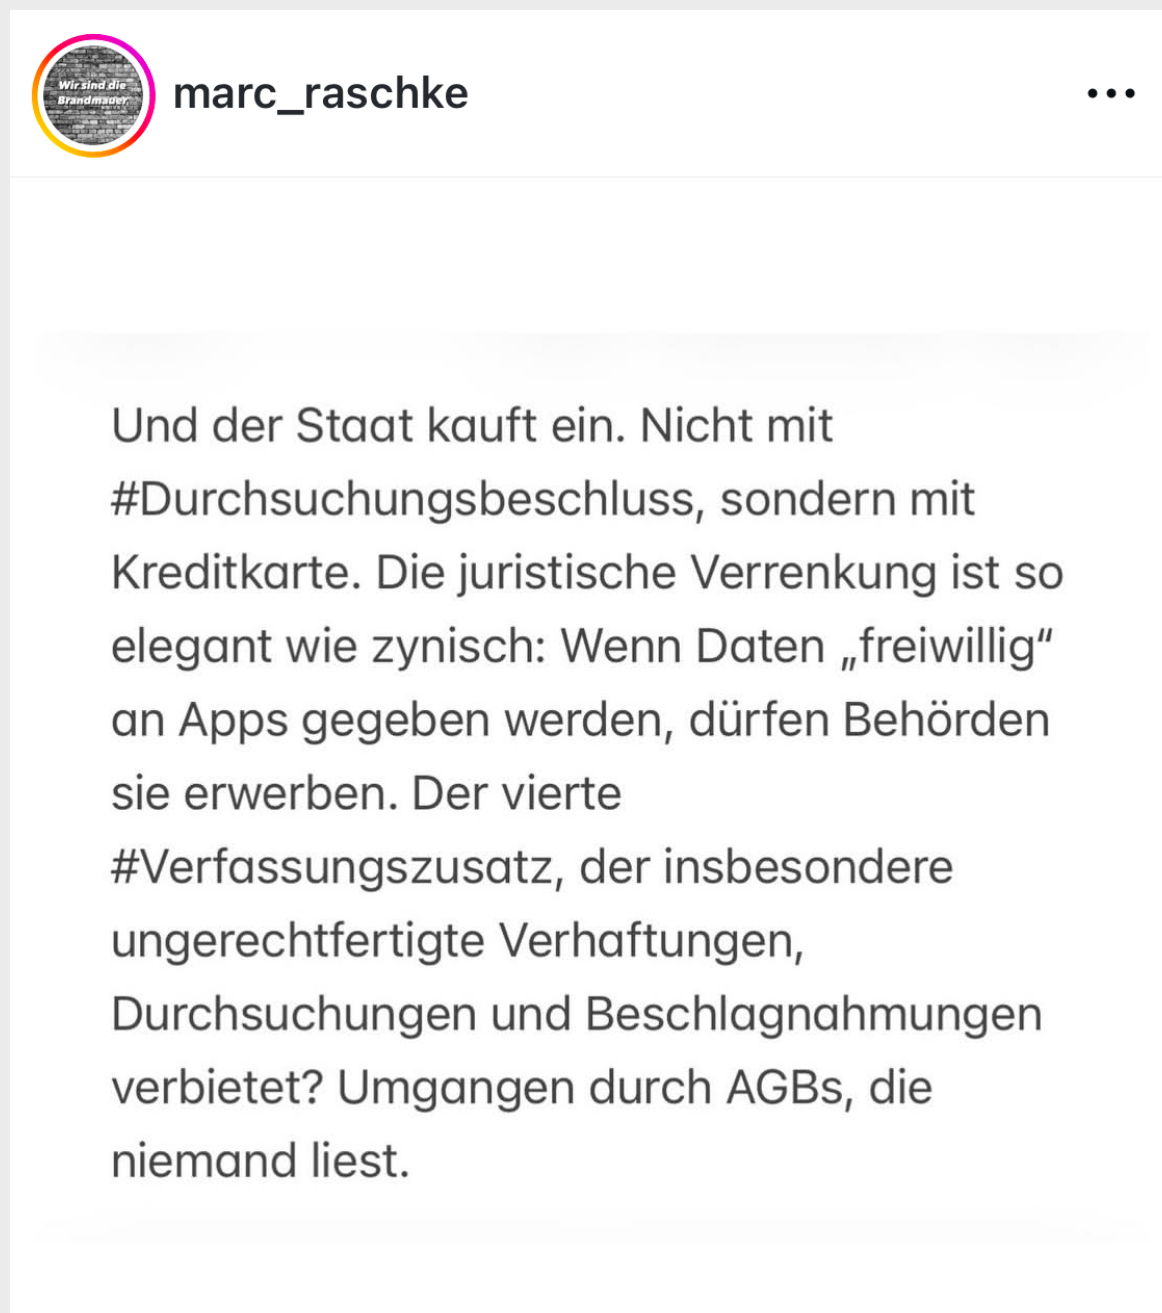 Wir sind die
Brandmauer.
marc_raschke
Und der Staat kauft ein. Nicht mit
#Durchsuchungsbeschluss, sondern mit
Kreditkarte. Die juristische Verrenkung ist so
elegant wie zynisch: Wenn Daten „freiwillig“
an Apps gegeben werden, dürfen Behörden
sie erwerben. Der vierte
#Verfassungszusatz, der insbesondere
ungerechtfertigte Verhaftungen,
Durchsuchungen und Beschlagnahmungen
verbietet? Umgangen durch AGBs, die
niemand liest.